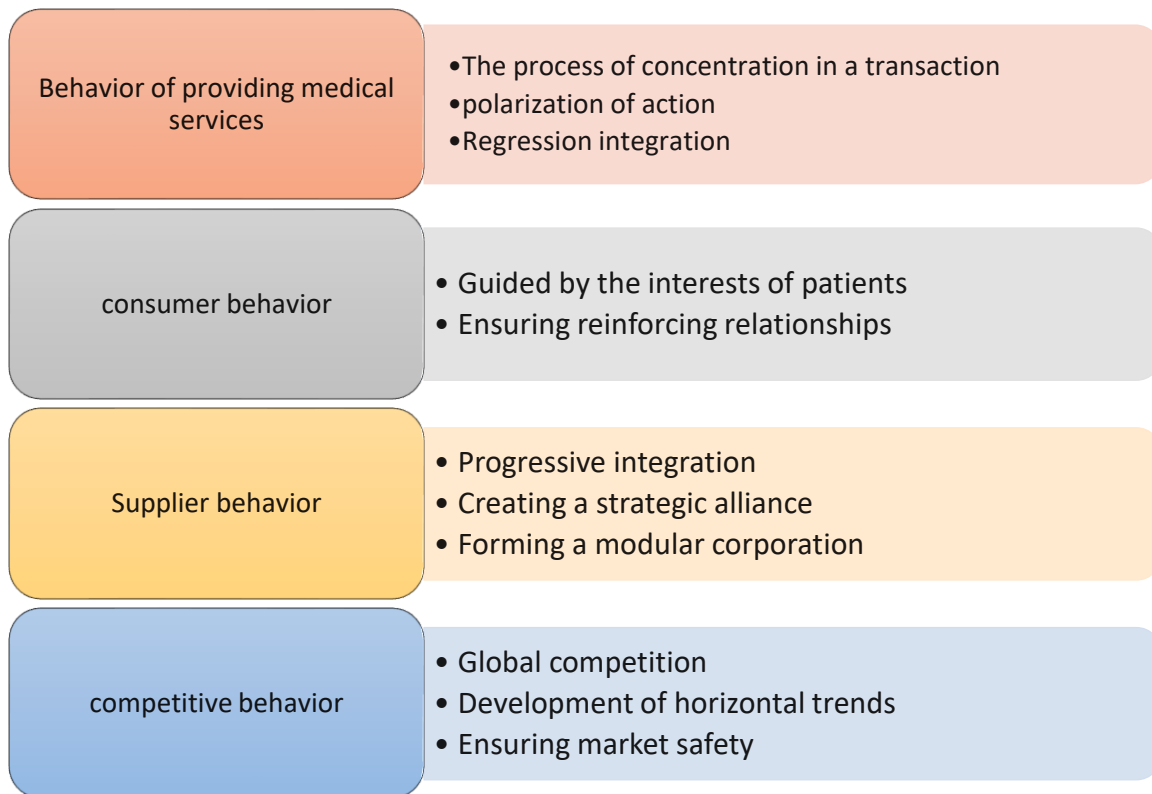 Behavior of providing medical
services
•The process of concentration in a transaction
•polarization of action
•Regression integration
consumer behavior
• Guided by the interests of patients
• Ensuring reinforcing relationships
Supplier behavior
• Progressive integration
• Creating a strategic alliance
• Forming a modular corporation
competitive behavior
• Global competition
• Development of horizontal trends
• Ensuring market safety